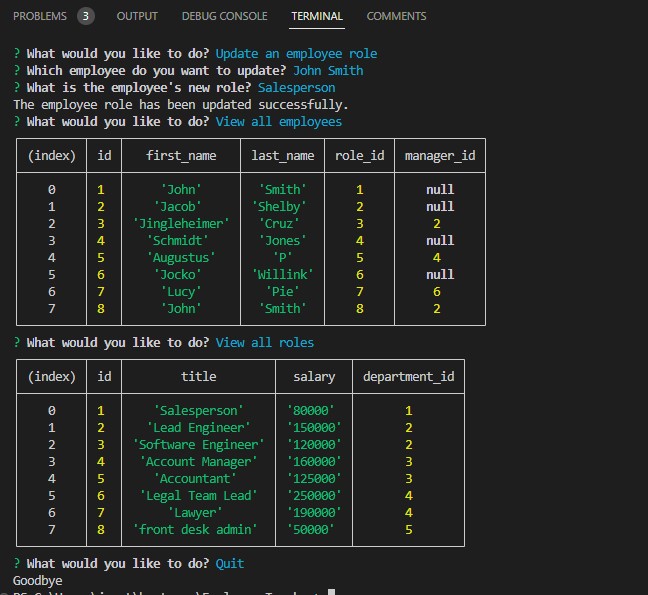 PROBLEMS 3 OUTPUT DEBUG CONSOLE TERMINAL COMMENTS
? What would you like to do? Update an employee role
? Which employee do you want to update? John Smith
? What is the employee's new role? Salesperson
The employee role has been updated successfully.
? What would you like to do? View all employees
(index) id first_name last_name role_id manager_id
0 1 'John' 'Smith' 1 null
1 2 'Jacob' 'Shelby' 2 null
2 3 'Jingleheimer' 'Cruz' 3 2
3 4 'Schmidt' 'Jones' 4 null
4 5 'Augustus' 'P' 5 4
5 6 'Jocko' 'Willink' 6 null
6 7 'Lucy' 'Pie' 7 6
7 8 'John' 'Smith' 8 2
? What would you like to do? View all roles
(index) id title salary department_id
0 1 'Salesperson' '80000' 1
1 2 'Lead Engineer' '150000' 2
2 3 'Software Engineer' '120000' 2
3 4 'Account Manager' '160000' 3
4 5 'Accountant' '125000' 3
5 6 'Legal Team Lead' '250000' 4
6 7 'Lawyer' '190000' 4
7 8 'front desk admin' '50000' 5
? What would you like to do? Quit
Goodbye